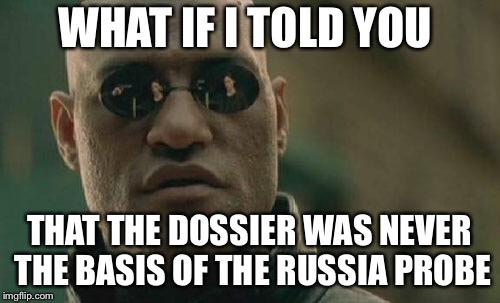 WHAT IF I TOLD YOU
THAT THE DOSSIER WAS NEVER
THE BASIS OF THE RUSSIA PROBE
imgflip.com